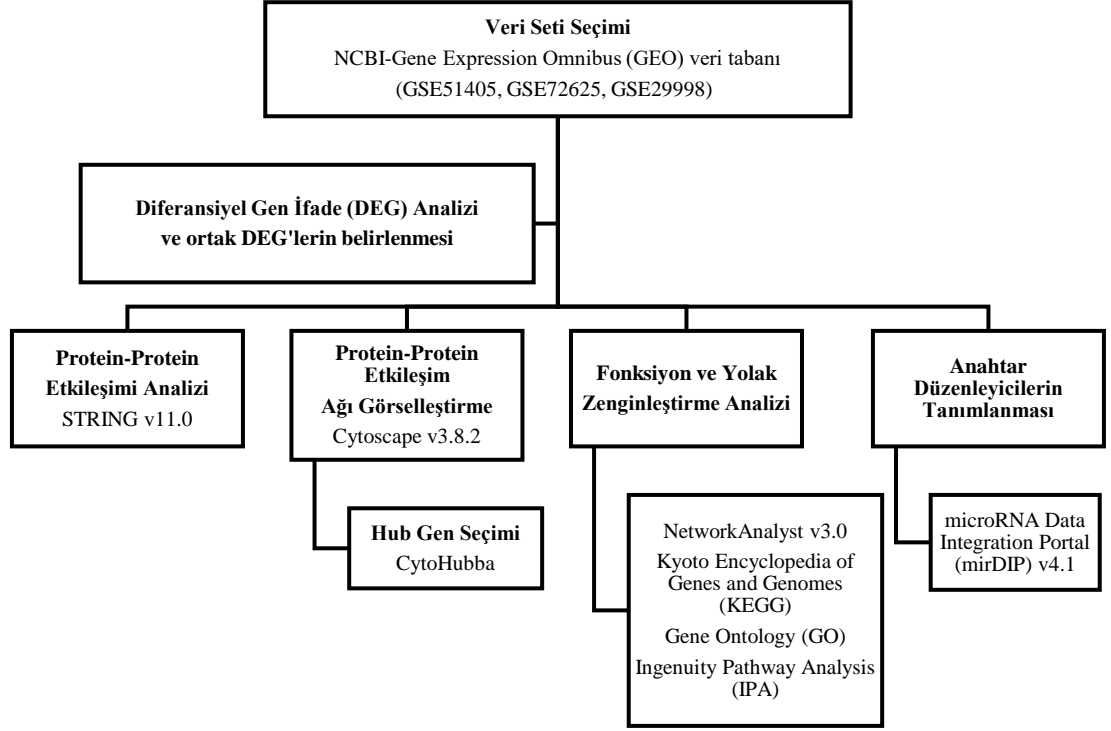 Veri Seti Seçimi
NCBI-Gene Expression Omnibus (GEO) veri tabanı
(GSE51405, GSE72625, GSE29998)
Diferansiyel Gen İfade (DEG) Analizi
ve ortak DEG'lerin belirlenmesi
Protein-Protein
Etkileşimi Analizi
STRING v11.0
Protein-Protein
Etkileşim
Ağı Görselleştirme
Cytoscape v3.8.2
Hub Gen Seçimi
CytoHubba
Fonksiyon ve Yolak
Zenginleştirme Analizi
NetworkAnalyst v3.0
Kyoto Encyclopedia of
Genes and Genomes
(KEGG)
Gene Ontology (GO)
Ingenuity Pathway Analysis
(IPA)
Anahtar
Düzenleyicilerin
Tanımlanması
microRNA Data
Integration Portal
(mirDIP) v4.1